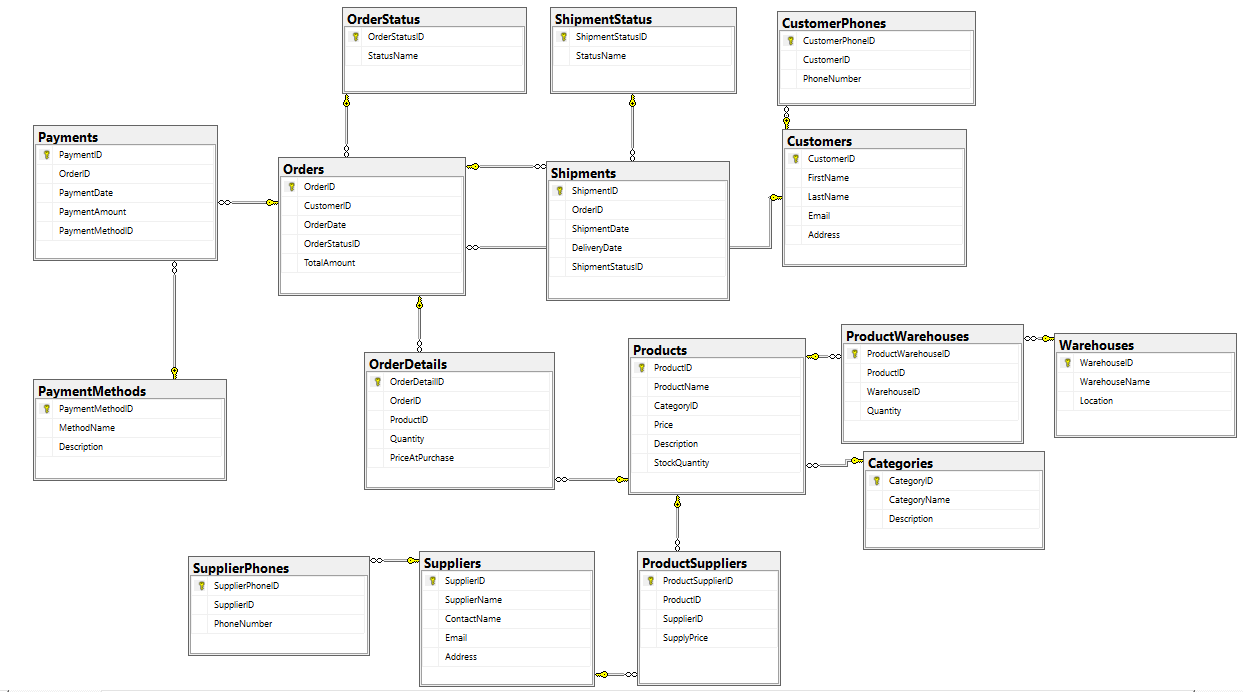 OrderStatus
OrderStatusID
StatusName
ShipmentStatus
ShipmentStatusID
StatusName
CustomerPhones
CustomerPhoneID
CustomerID
PhoneNumber
Payments
PaymentID
OrderID
PaymentDate
PaymentAmount
PaymentMethodID
Orders
OrderID
CustomerID
OrderDate
OrderStatusID
TotalAmount
Shipments
ShipmentID
OrderID
ShipmentDate
DeliveryDate
ShipmentStatusID
Customers
CustomerID
FirstName
LastName
Email
Address
PaymentMethods
PaymentMethodID
MethodName
Description
OrderDetails
OrderDetailID
OrderID
ProductID
Quantity
PriceAtPurchase
Products
ProductID
ProductName
CategoryID
Price
Description
StockQuantity
ProductWarehouses
ProductWarehouseID
ProductID
WarehouseID
Quantity
Warehouses
WarehouseID
WarehouseName
Location
Categories
CategoryID
CategoryName
Description
SupplierPhones
SupplierPhoneID
SupplierID
PhoneNumber
Suppliers
SupplierID
SupplierName
ContactName
Email
Address
ProductSuppliers
ProductSupplierID
ProductID
SupplierID
SupplyPrice